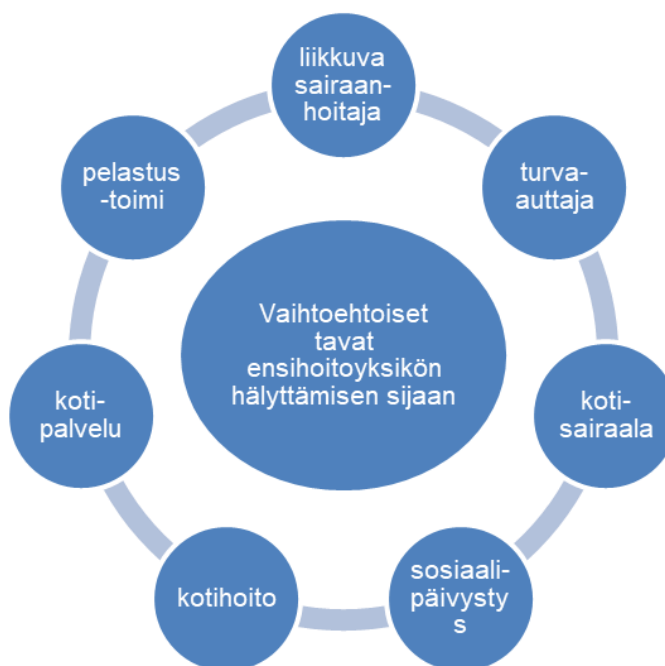 liikkuva
sairaan-
hoitaja
turva-
auttaja
koti-
sairaala
sosiaali-
päivysty
s
kotihoito
koti-
palvelu
pelastus
-toimi
Vaihtoehtoiset
tavat
ensihoitoyksikön
hälyttämisen sijaan